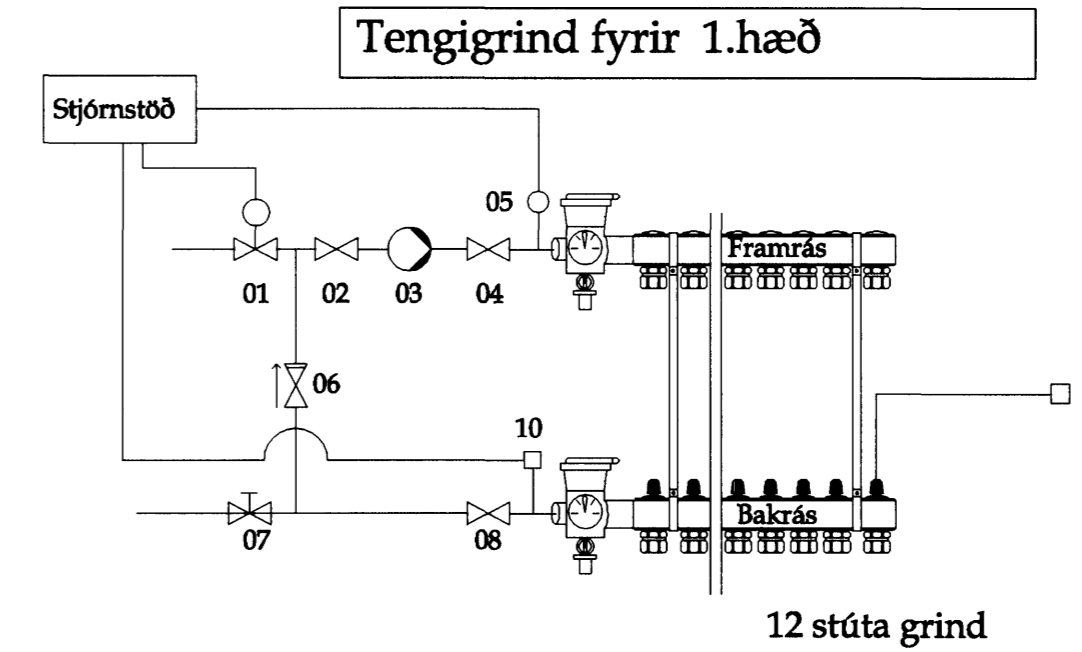 Tengigrind fyrir 1.hæð
Stjórnstöð
05
Framrás
01 02 03 04
06
10
Bakrás
07 08
12 stúta grind